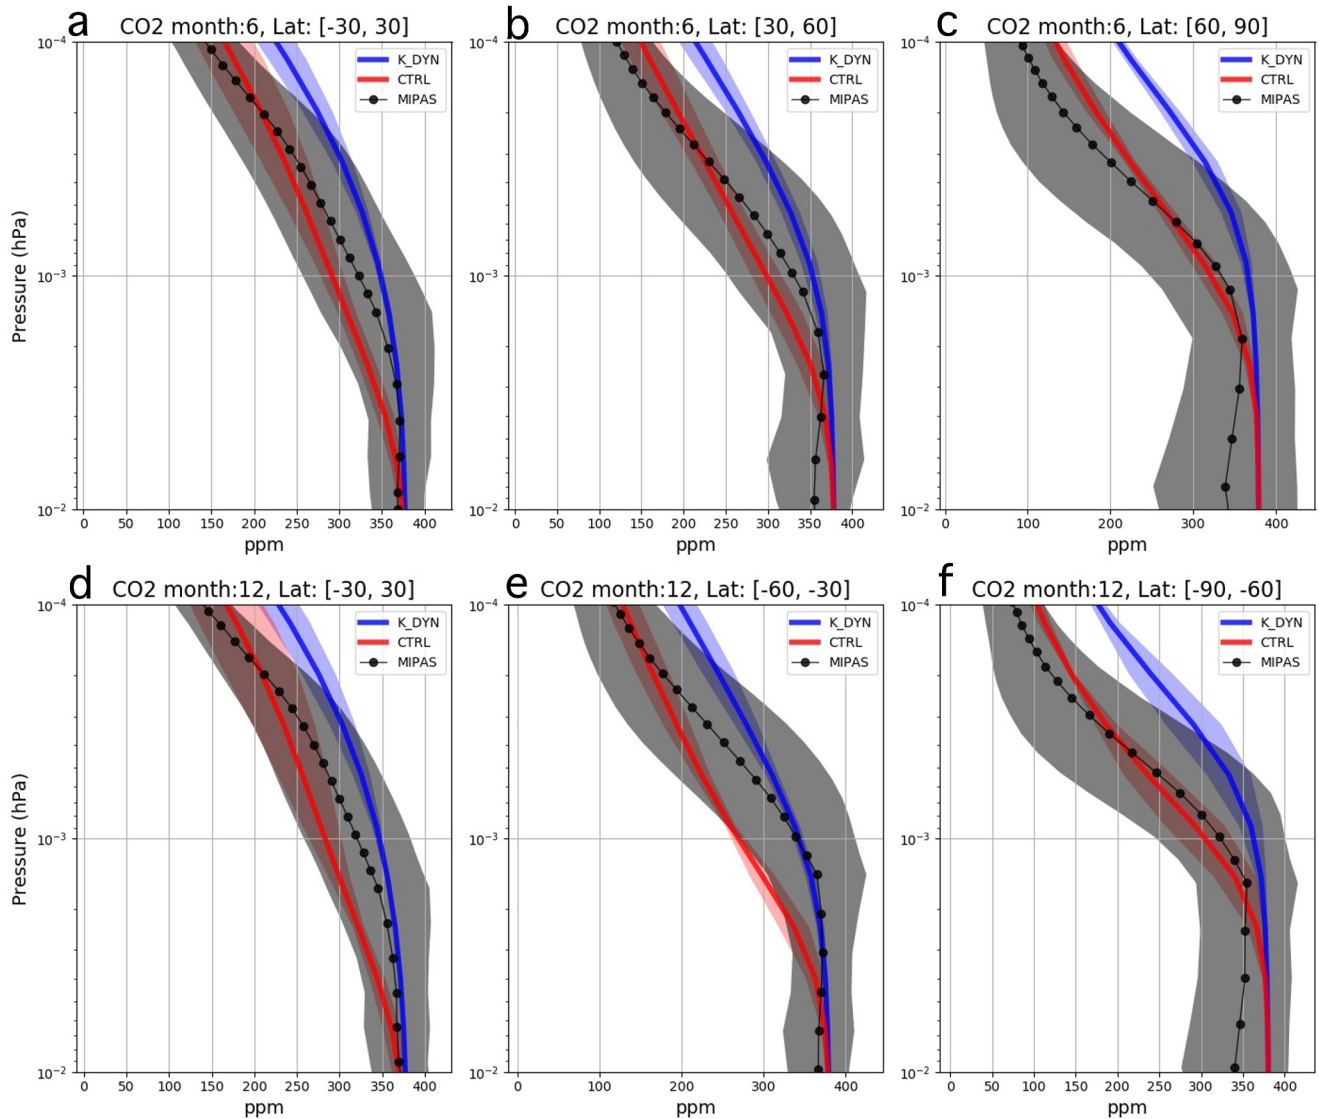 a
CO2 month:6, Lat: [-30, 30]
b
CO2 month:6, Lat: [30, 60]
c
CO2 month:6, Lat: [60, 90]
K_DYN
CTRL
MIPAS
K_DYN
CTRL
MIPAS
K_DYN
CTRL
MIPAS
Pressure (hPa)
10⁻⁴
10⁻³
10⁻²
10⁻⁴
10⁻³
10⁻²
10⁻⁴
10⁻³
10⁻²
0 50 100 150 200 250 300 350 400
0 50 100 150 200 250 300 350 400
0 100 200 300 400
ppm
ppm
ppm
d
CO2 month:12, Lat: [-30, 30]
e
CO2 month:12, Lat: [-60, -30]
f
CO2 month:12, Lat: [-90, -60]
K_DYN
CTRL
MIPAS
K_DYN
CTRL
MIPAS
K_DYN
CTRL
MIPAS
Pressure (hPa)
10⁻⁴
10⁻³
10⁻²
10⁻⁴
10⁻³
10⁻²
10⁻⁴
10⁻³
10⁻²
0 50 100 150 200 250 300 350 400
0 100 200 300 400
0 50 100 150 200 250 300 350 400
ppm
ppm
ppm